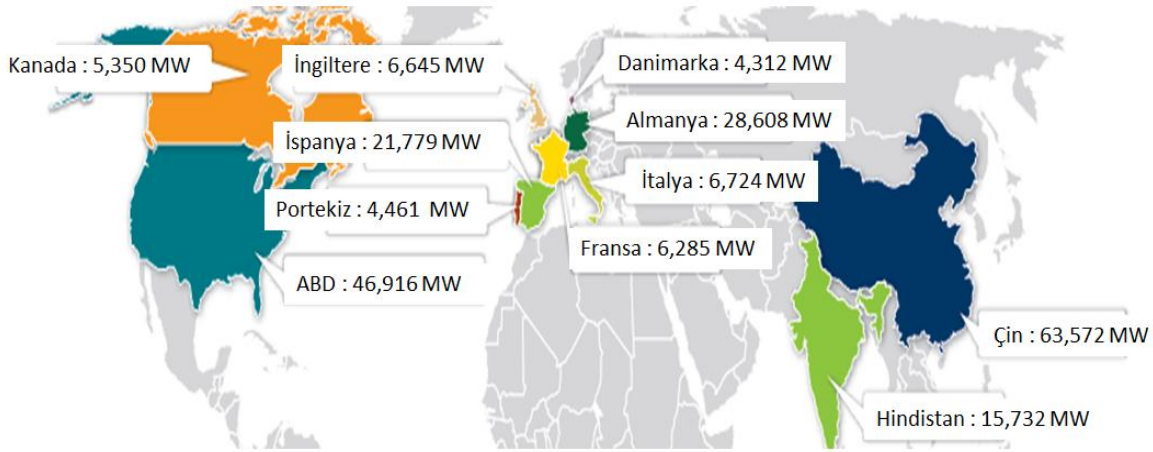 Kanada : 5,350 MW
İngiltere : 6,645 MW
Danimarka : 4,312 MW
Almanya : 28,608 MW
İspanya : 21,779 MW
İtalya : 6,724 MW
Portekiz : 4,461 MW
Fransa : 6,285 MW
ABD : 46,916 MW
Çin : 63,572 MW
Hindistan : 15,732 MW